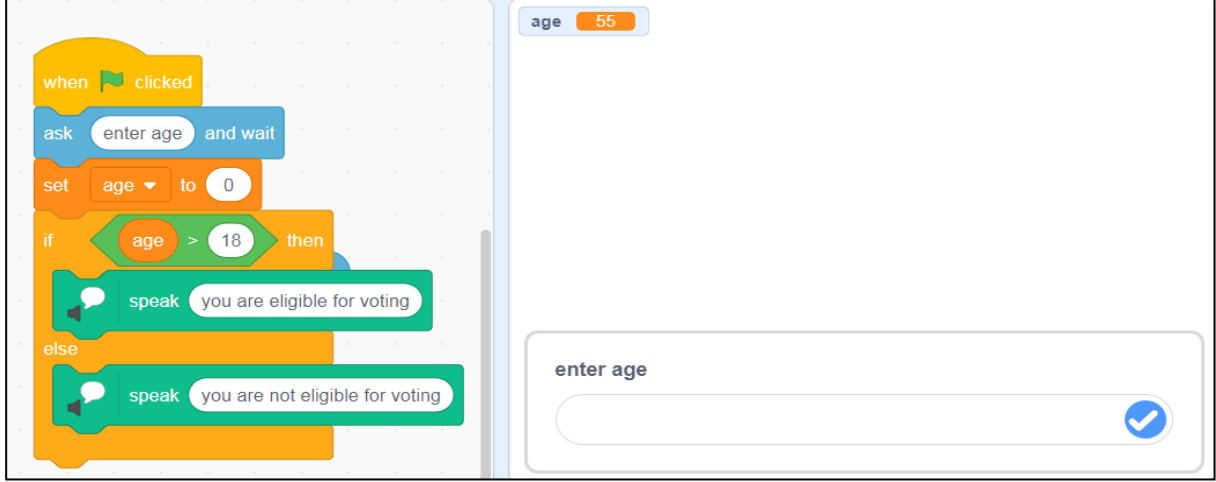 when clicked
ask enter age and wait
set age to 0
if age > 18 then
speak you are eligible for voting
else
speak you are not eligible for voting
age 55
enter age